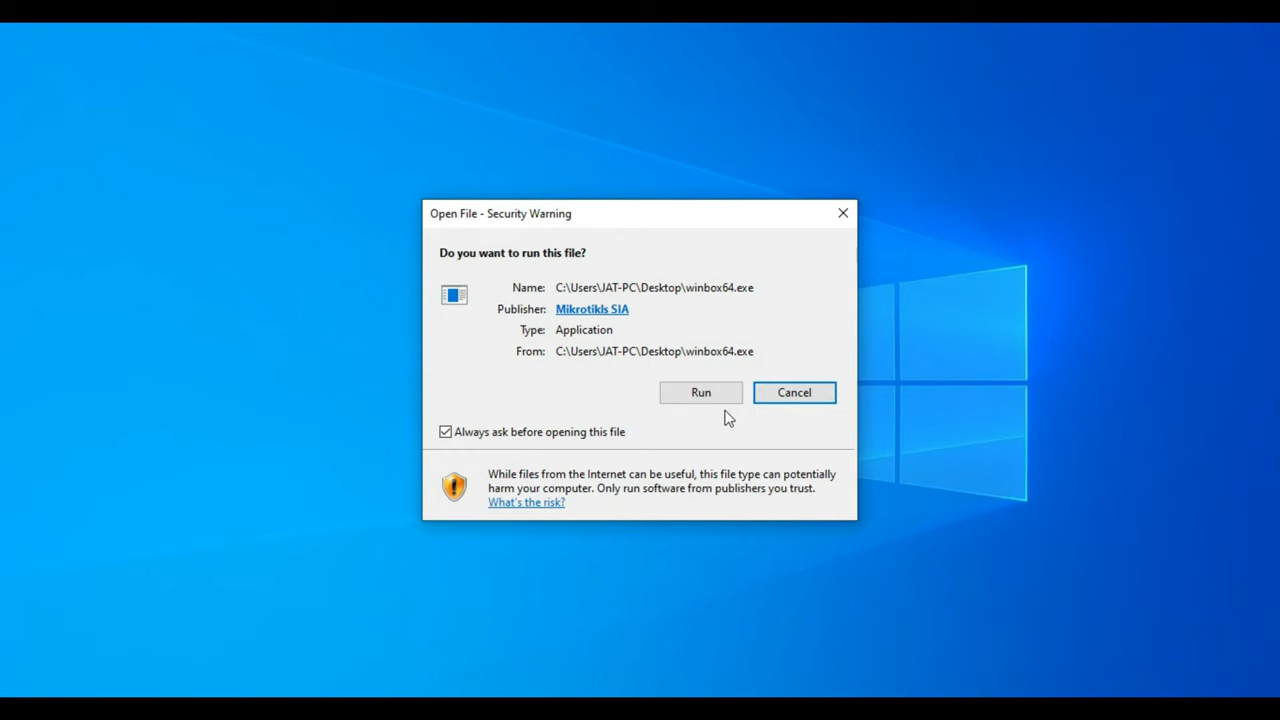 Open File - Security Warning
Do you want to run this file?
Name: C:\Users\JAT-PC\Desktop\winbox64.exe
Publisher: Mikrotikls SIA
Type: Application
From: C:\Users\JAT-PC\Desktop\winbox64.exe
Run Cancel
Always ask before opening this file
While files from the Internet can be useful, this file type can potentially
harm your computer. Only run software from publishers you trust.
What's the risk?